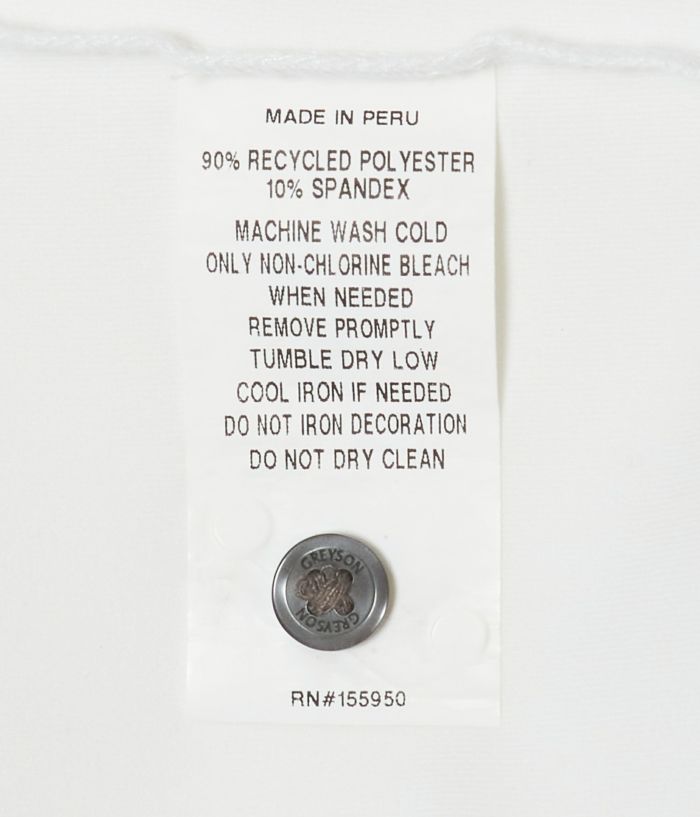 MADE IN PERU
90% RECYCLED POLYESTER
10% SPANDEX
MACHINE WASH COLD
ONLY NON-CHLORINE BLEACH
WHEN NEEDED
REMOVE PROMPTLY
TUMBLE DRY LOW
COOL IRON IF NEEDED
DO NOT IRON DECORATION
DO NOT DRY CLEAN
GREYSON
GREYSON
RN#155950